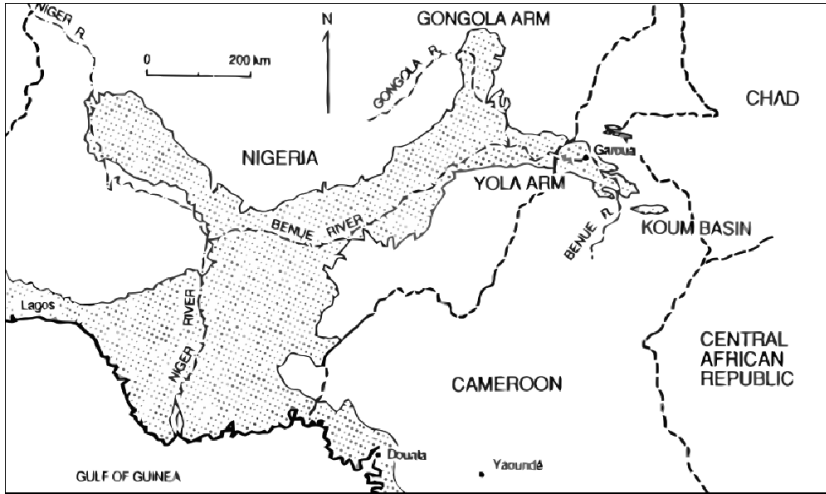 GONGOLA ARM
N
NIGER R.
0 200 km
GONGOLA R.
CHAD
NIGERIA
Garoua
YOLA ARM
BENUE RIVER
BENUE R.
KOUM BASIN
Lagos
NIGER RIVER
CENTRAL
AFRICAN
REPUBLIC
CAMEROON
Douala
Yaoundé
GULF OF GUINEA